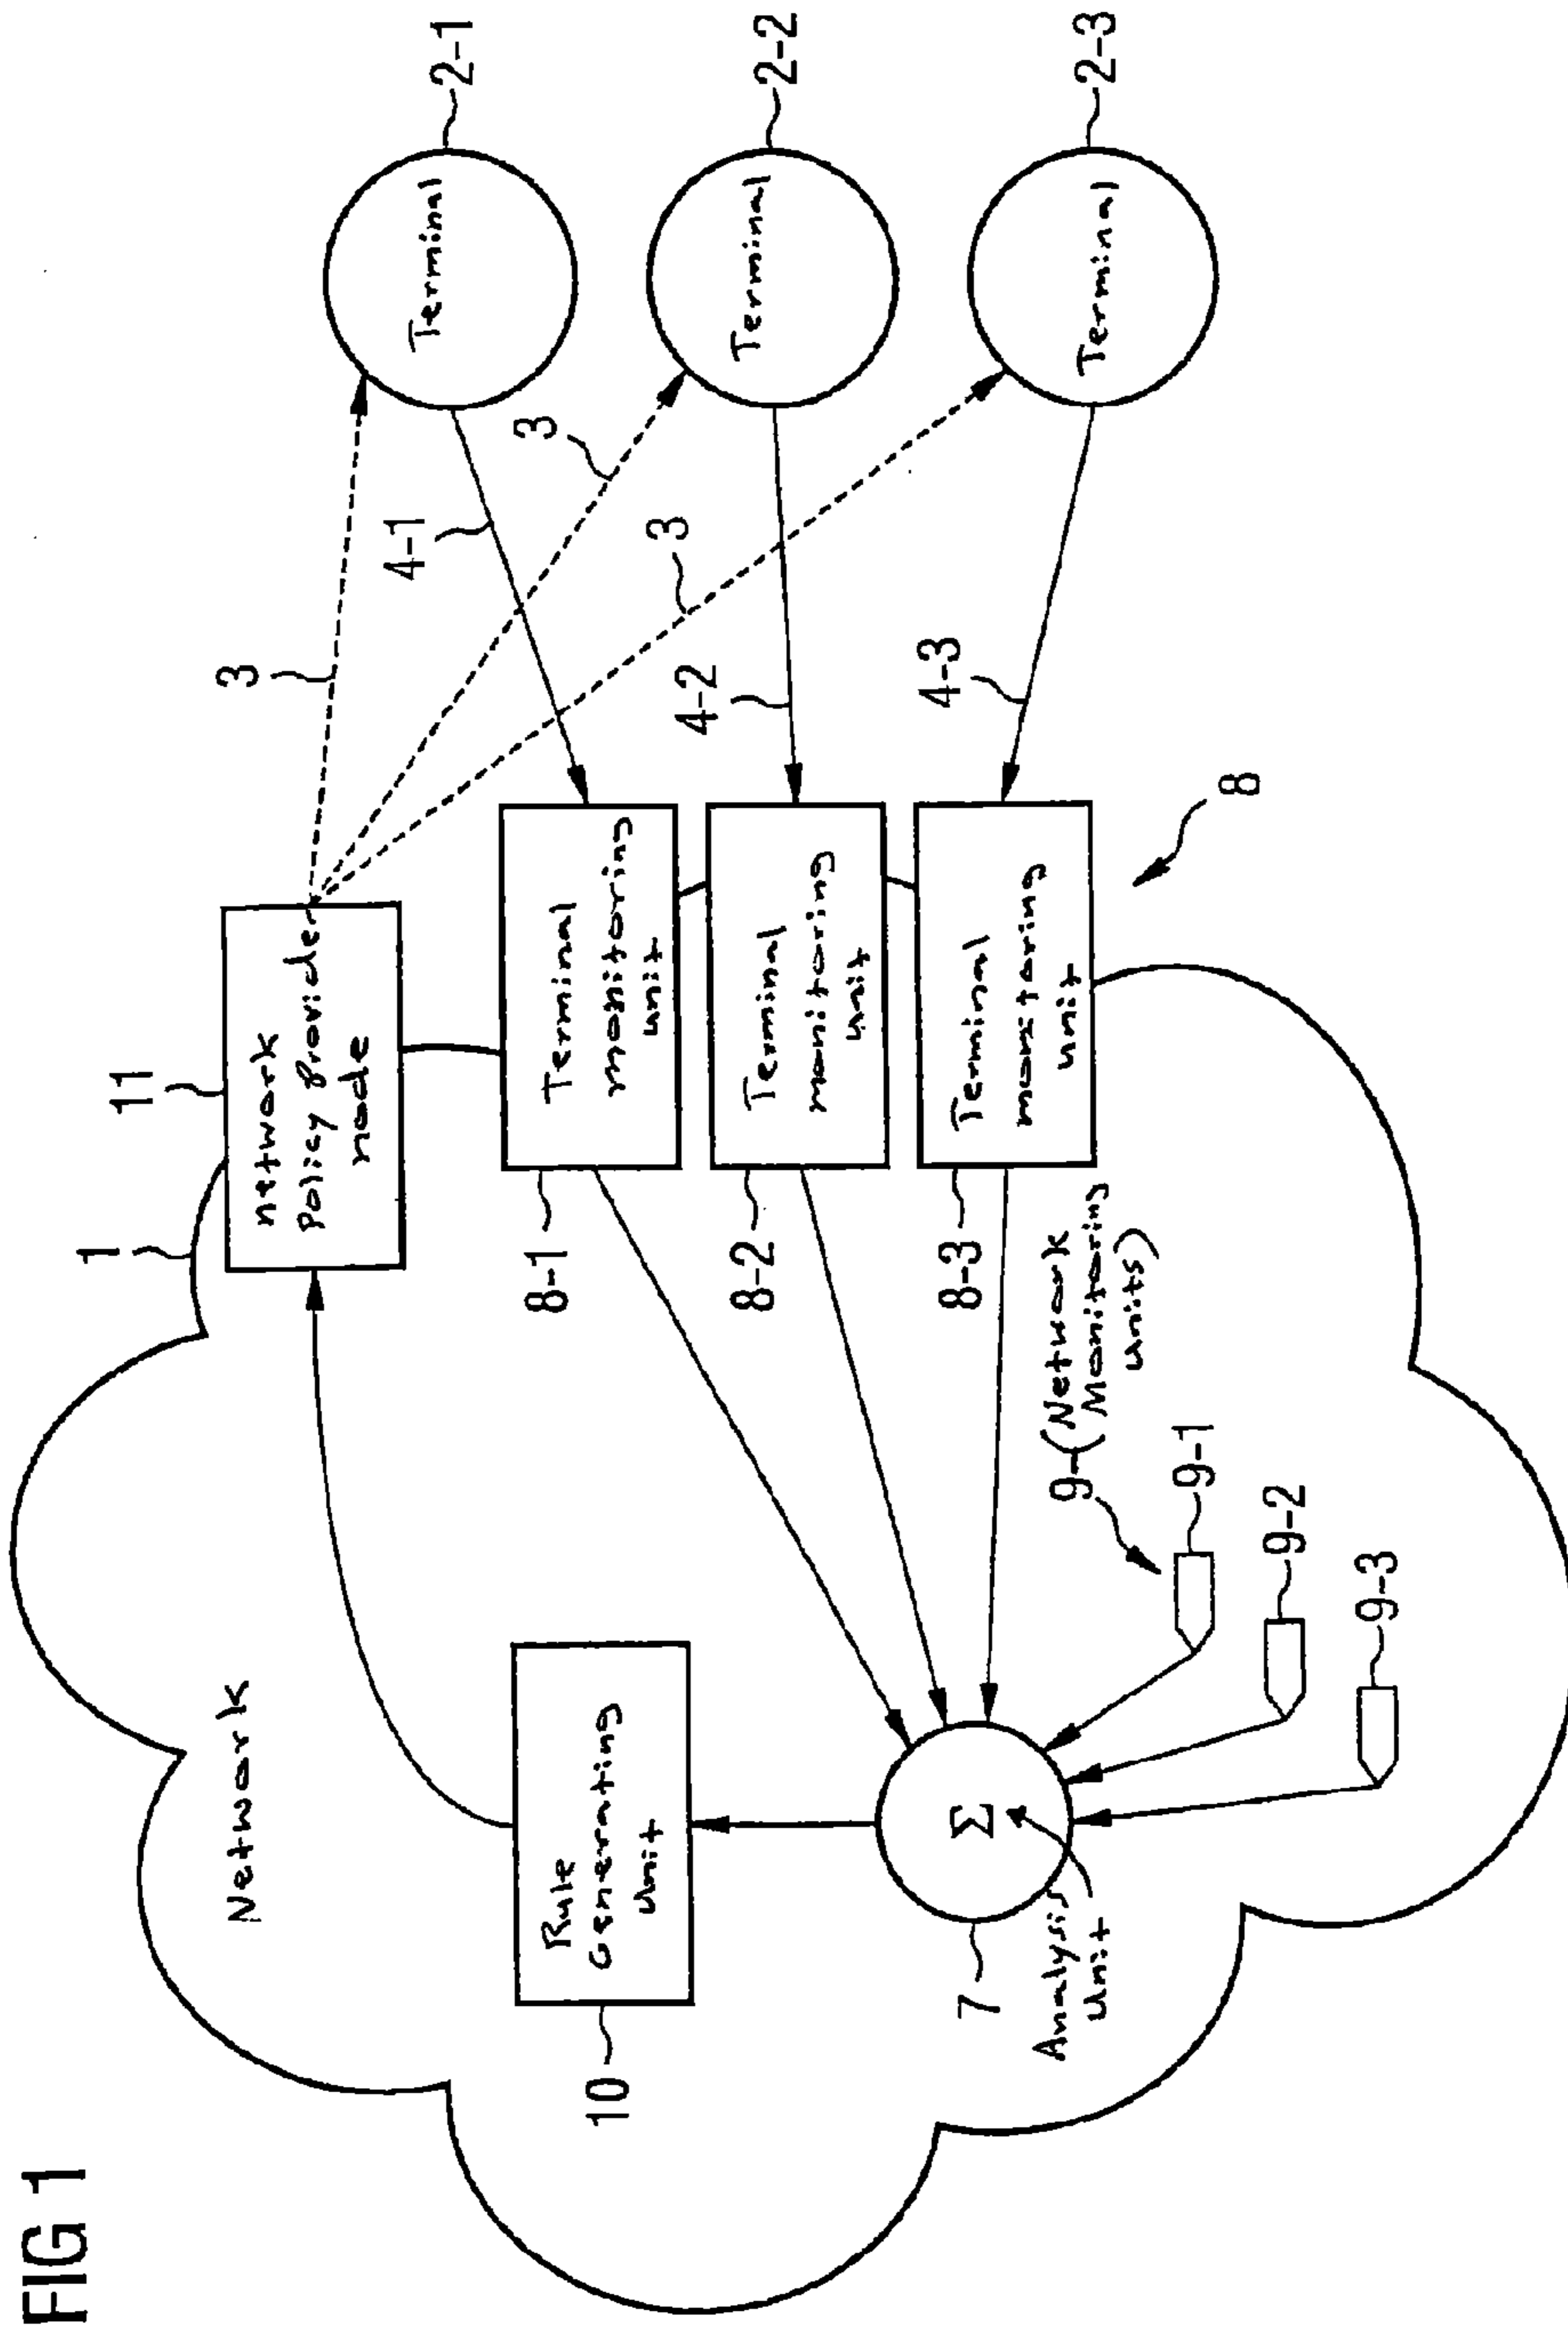 FIG 1
Network
1
11
network
policy provider
node
3
3
3
4-1
4-2
4-3
Terminal
2-1
Terminal
2-2
Terminal
2-3
Terminal
monitoring
unit
8-1
Terminal
monitoring
unit
8-2
Terminal
monitoring
unit
8-3
8
Rule
Generating
Unit
10
Σ
7
Analysis
Unit
9-(Network
Monitoring
units)
9-1
9-2
9-3